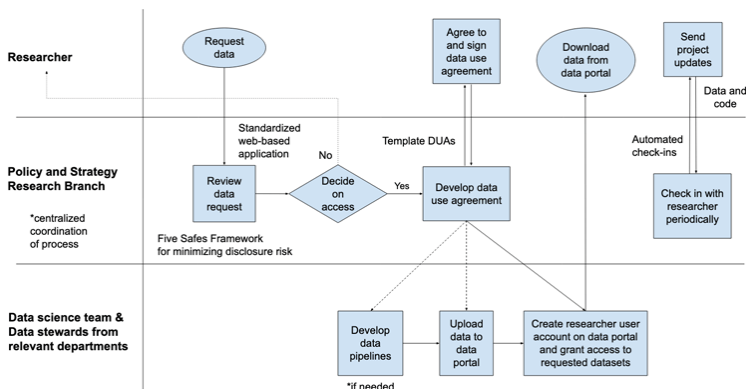 Researcher
Request
data
Agree to
and sign
data use
agreement
Download
data from
data portal
Send
project
updates
Data and
code
Standardized
web-based
application
No
Template DUAs
Automated
check-ins
Policy and Strategy
Research Branch
*centralized
coordination
of process
Review
data
request
Decide
on
access
Yes
Develop data
use agreement
Check in with
researcher
periodically
Five Safes Framework
for minimizing disclosure risk
Data science team &
Data stewards from
relevant departments
Develop
data
pipelines
*if needed
Upload
data to
data
portal
Create researcher user
account on data portal
and grant access to
requested datasets